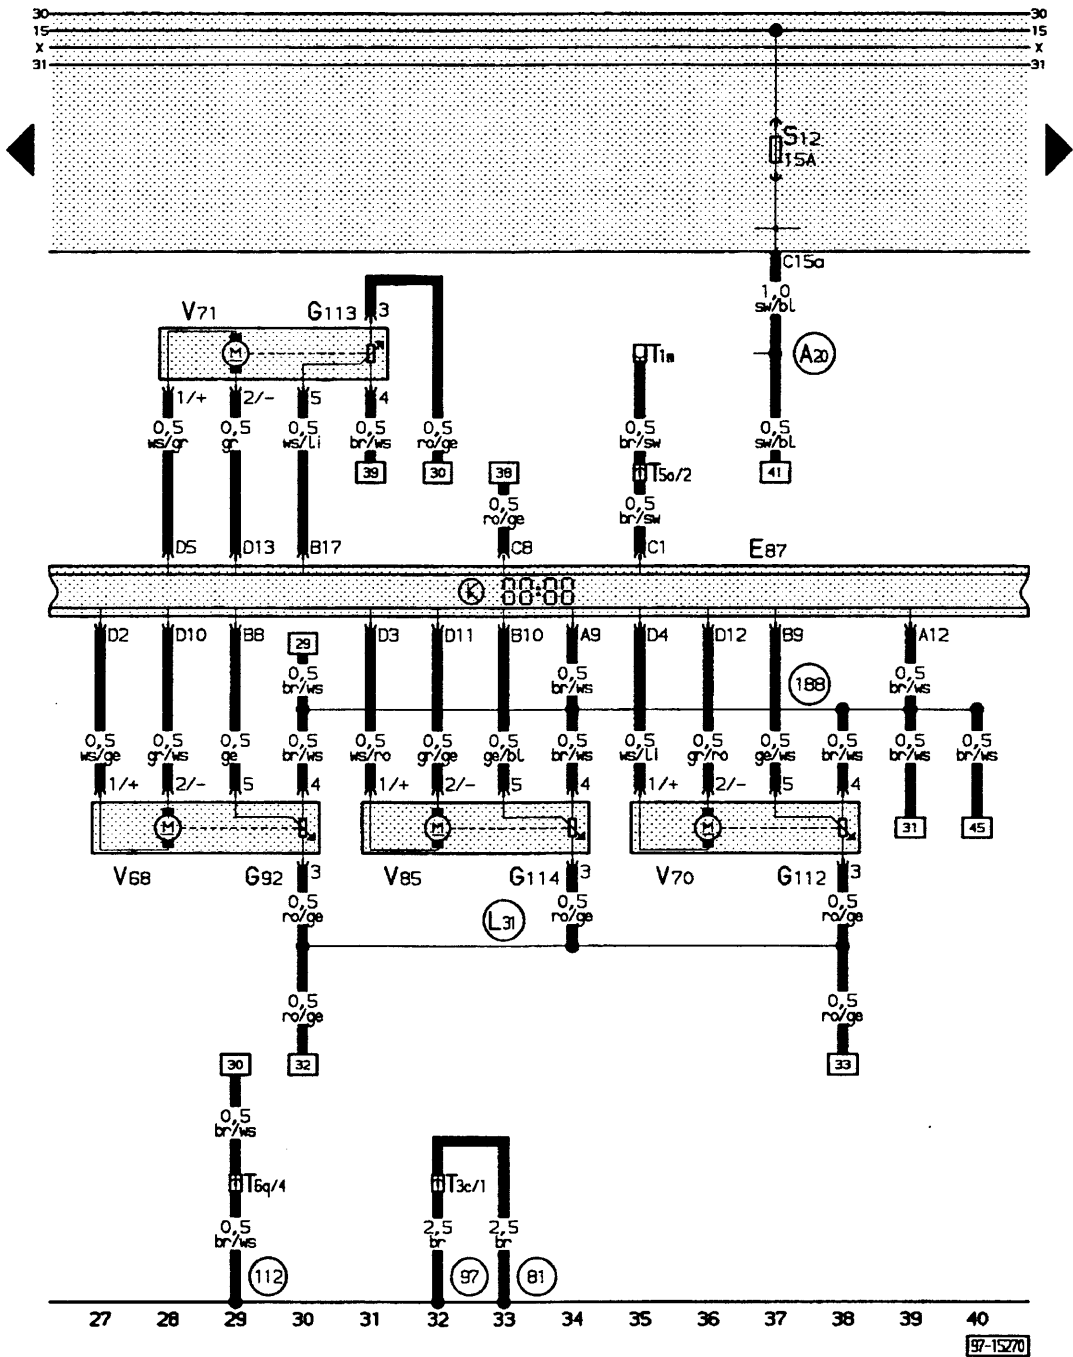 30 30
15 15
X X
31 31
S12
15A
C15a
1,0
sw/bl
A20
V71 G113 3
M
T1m
1/+ 2/- 5 4
0,5 0,5 0,5 0,5 0,5 0,5 0,5
ws/gr gr ws/li br/ws ro/ge br/sw sw/bl
39 30 38 T5a/2 41
0,5 0,5
ro/ge br/sw
D5 D13 B17 C8 C1 E87
K 00:00
D2 D10 B8 29 D3 D11 B10 A9 D4 D12 B9 A12
0,5 0,5 0,5
br/ws br/ws br/ws
188
0,5 0,5 0,5 0,5 0,5 0,5 0,5 0,5 0,5 0,5 0,5 0,5 0,5 0,5
ws/ge gr/ws ge br/ws ws/ro gr/ge ge/bl br/ws ws/li gr/ro ge/ws br/ws br/ws br/ws
1/+ 2/- 5 4 1/+ 2/- 5 4 1/+ 2/- 5 4
M M M 31 45
V68 G92 3 V85 G114 3 V70 G112 3
0,5 0,5 0,5
ro/ge ro/ge ro/ge
L31
0,5 0,5
ro/ge ro/ge
30 32 33
0,5
br/ws
T6q/4 T3c/1
0,5 2,5 2,5
br/ws br br
112 97 81
27 28 29 30 31 32 33 34 35 36 37 38 39 40
97-15270